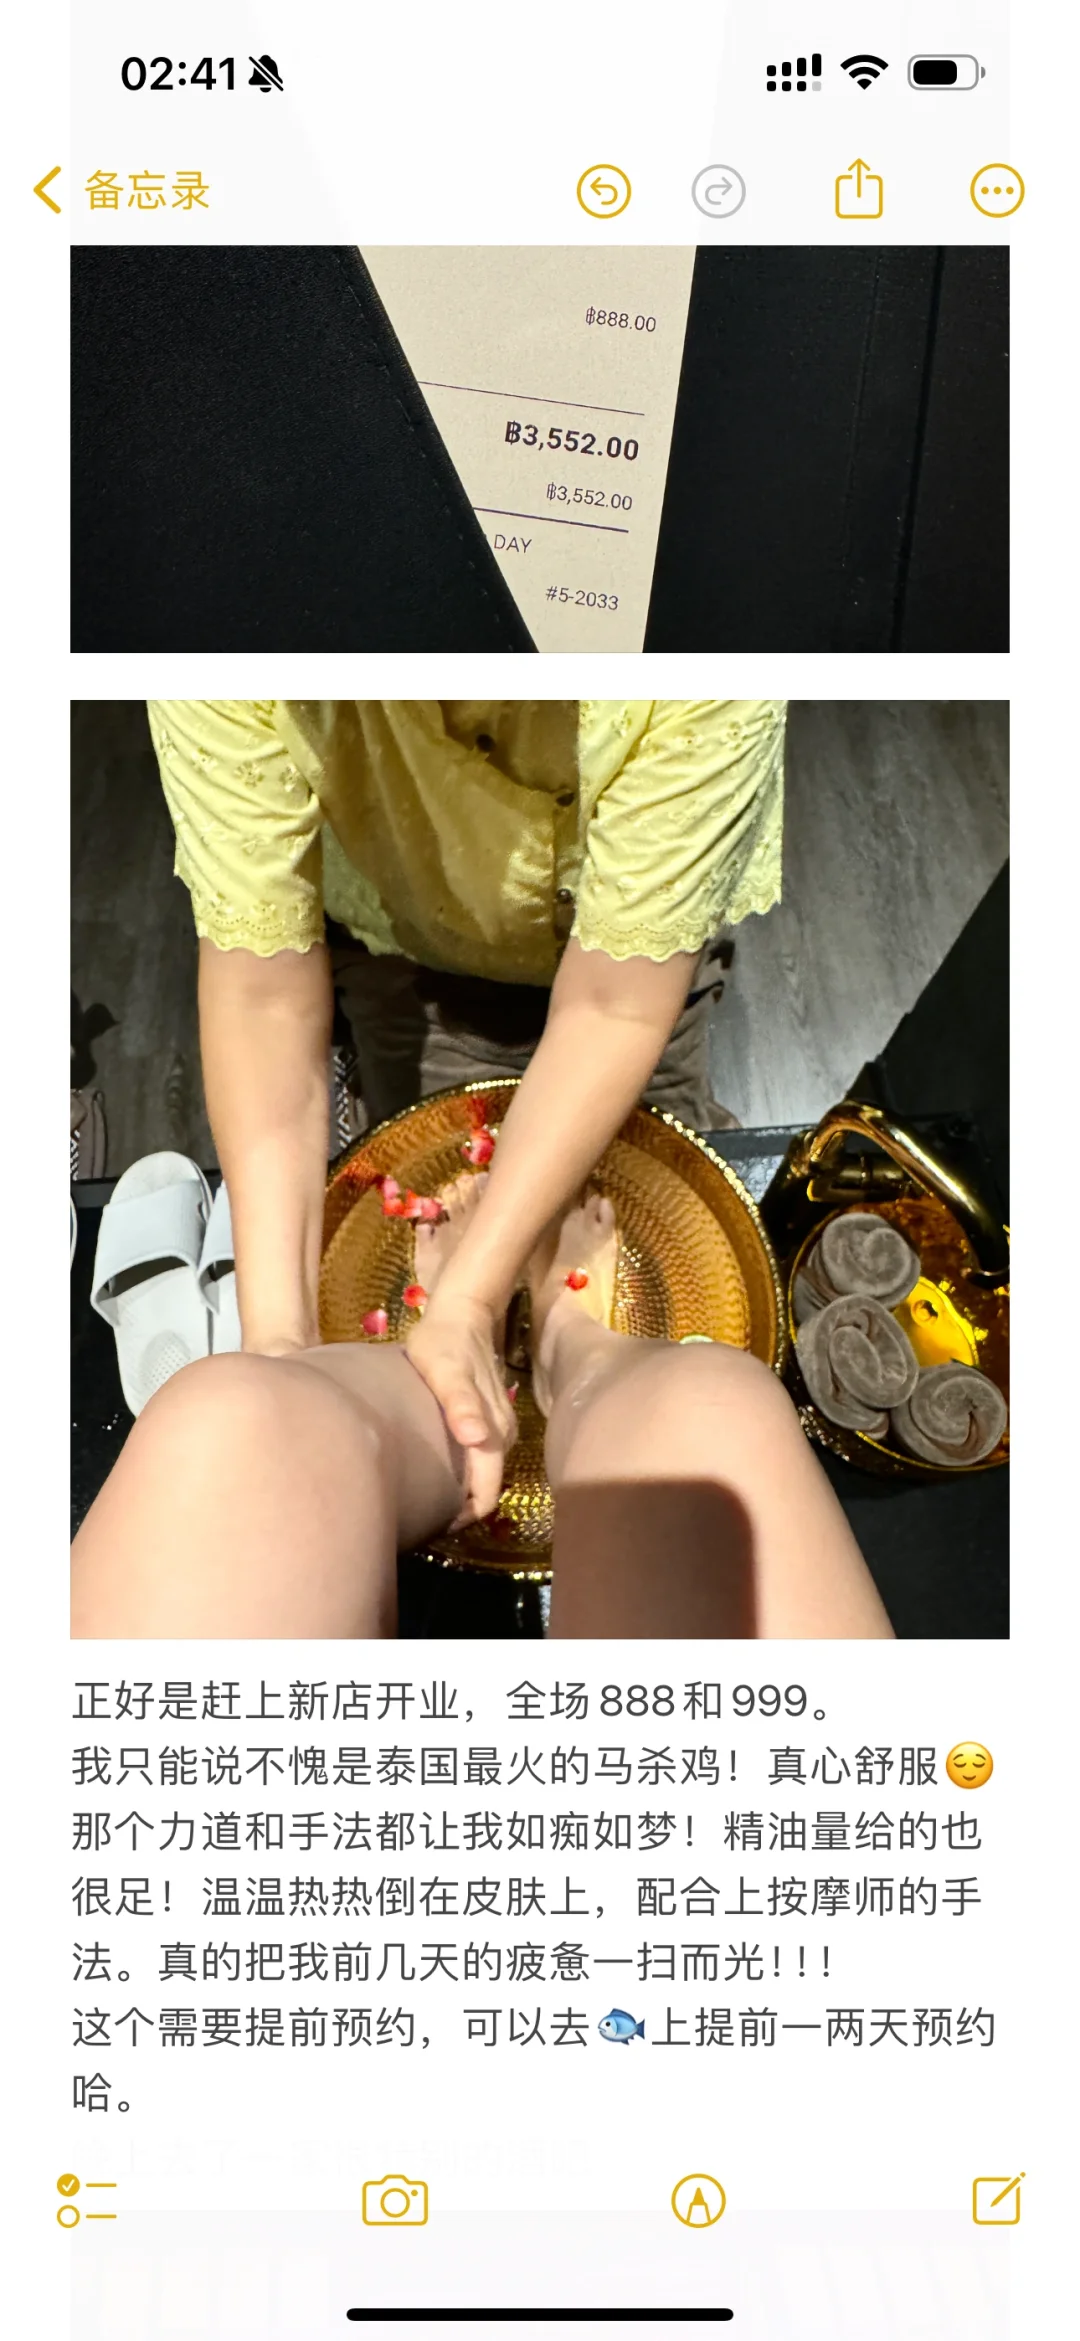 02:41
备忘录
฿888.00
฿3,552.00
฿3,552.00
DAY
#5-2033
正好是赶上新店开业，全场888和999。
我只能说不愧是泰国最火的马杀鸡！真心舒服😌
那个力道和手法都让我如痴如梦！精油量给的也
很足！温温热热倒在皮肤上，配合上按摩师的手
法。真的把我前几天的疲惫一扫而光！！！
这个需要提前预约，可以去🐟上提前一两天预约
哈。